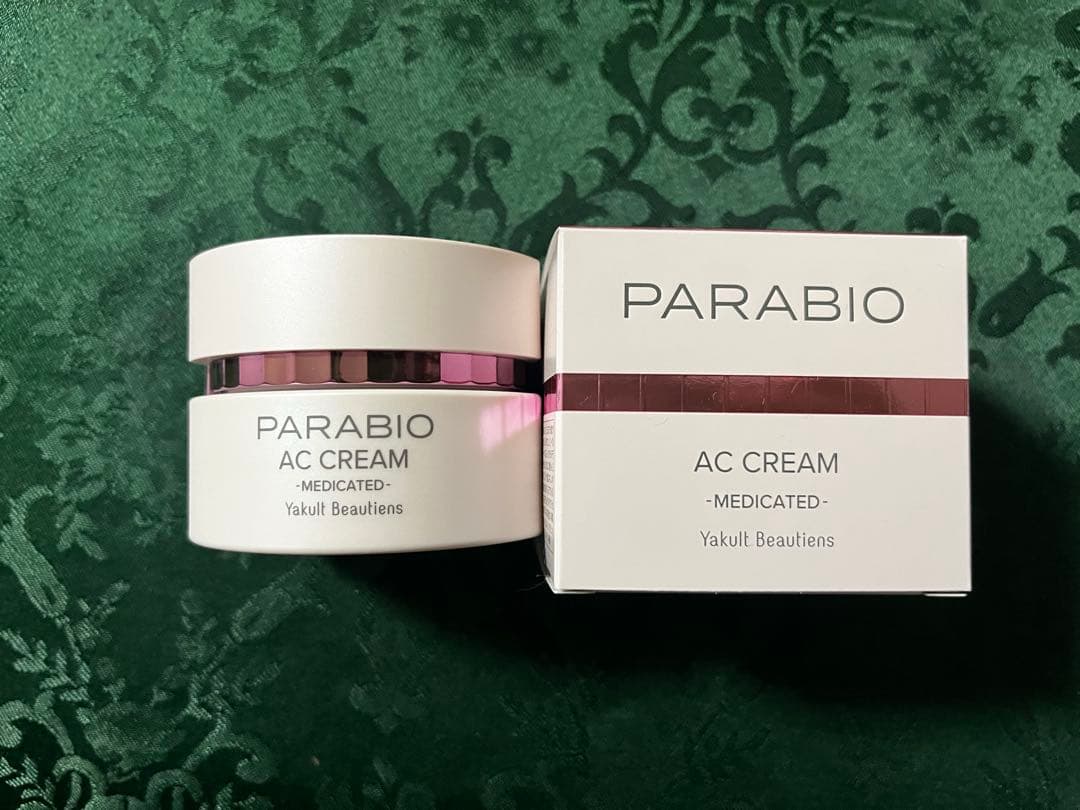 PARABIO
AC CREAM
-MEDICATED-
Yakult Beautiens
PARABIO
AC CREAM
-MEDICATED-
Yakult Beautiens